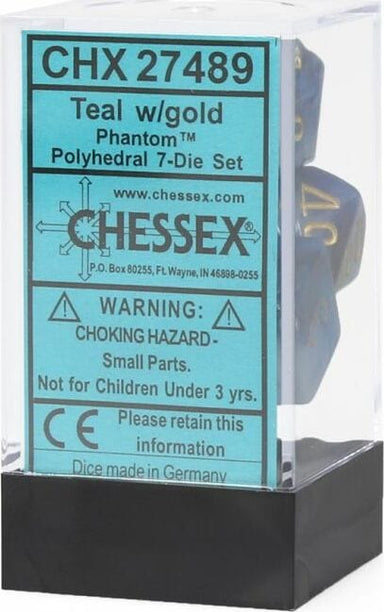 CHX 27489
Teal w/gold
Phantom™
Polyhedral 7-Die Set
www.chessex.com
CHESSEX®
P.O. Box 80255, Ft. Wayne, IN 46898-0255
WARNING:
CHOKING HAZARD -
Small Parts.
Not for Children Under 3 yrs.
CE Please retain this
information
Dice made in Germany